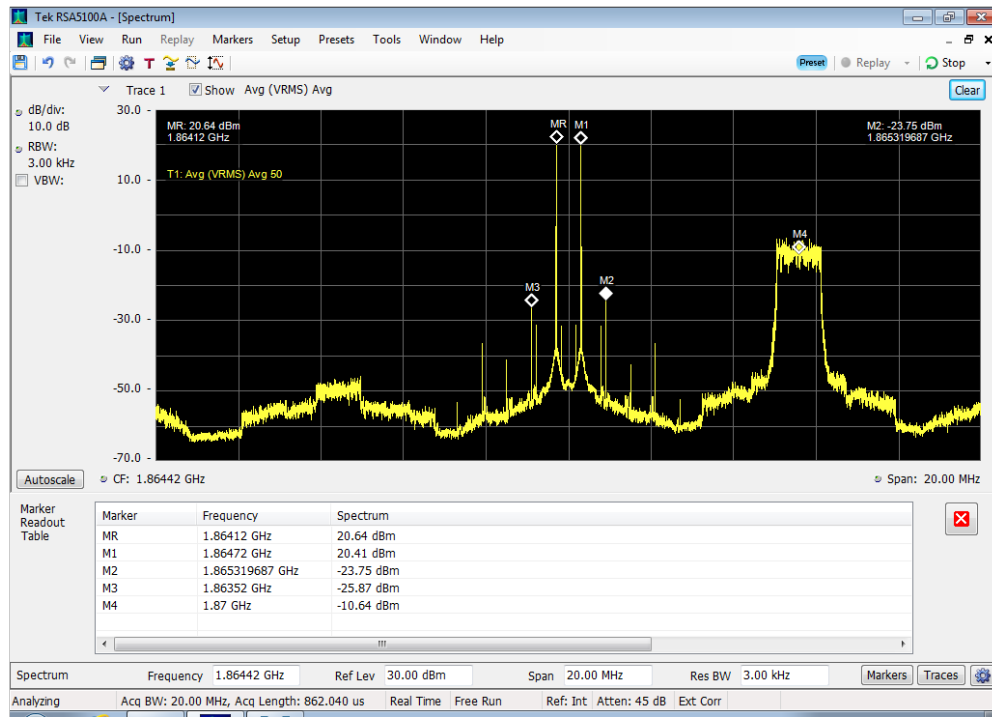 Tek RSA5100A - [Spectrum]
File View Run Replay Markers Setup Presets Tools Window Help
T Preset Replay Stop
Trace 1 Show Avg (VRMS) Avg Clear
dB/div:
10.0 dB
RBW:
3.00 kHz
VBW:
30.0
10.0
-10.0
-30.0
-50.0
-70.0
MR: 20.64 dBm
1.86412 GHz
T1: Avg (VRMS) Avg 50
MR M1
M2: -23.75 dBm
1.865319687 GHz
M4
M3
M2
Autoscale CF: 1.86442 GHz Span: 20.00 MHz
Marker
Readout
Table
Marker Frequency Spectrum
MR 1.86412 GHz 20.64 dBm
M1 1.86472 GHz 20.41 dBm
M2 1.865319687 GHz -23.75 dBm
M3 1.86352 GHz -25.87 dBm
M4 1.87 GHz -10.64 dBm
Spectrum Frequency 1.86442 GHz Ref Lev 30.00 dBm Span 20.00 MHz Res BW 3.00 kHz Markers Traces
Analyzing Acq BW: 20.00 MHz, Acq Length: 862.040 us Real Time Free Run Ref: Int Atten: 45 dB Ext Corr